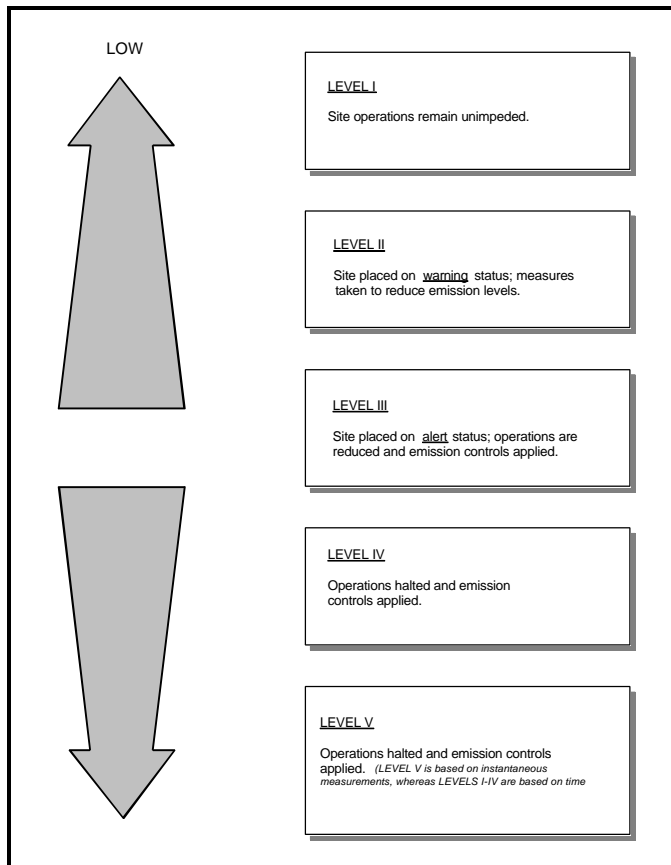 LOW
LEVEL I
Site operations remain unimpeded.
LEVEL II
Site placed on warning status; measures
taken to reduce emission levels.
LEVEL III
Site placed on alert status; operations are
reduced and emission controls applied.
LEVEL IV
Operations halted and emission
controls applied.
LEVEL V
Operations halted and emission controls
applied. (LEVEL V is based on instantaneous
measurements, whereas LEVELS I-IV are based on time